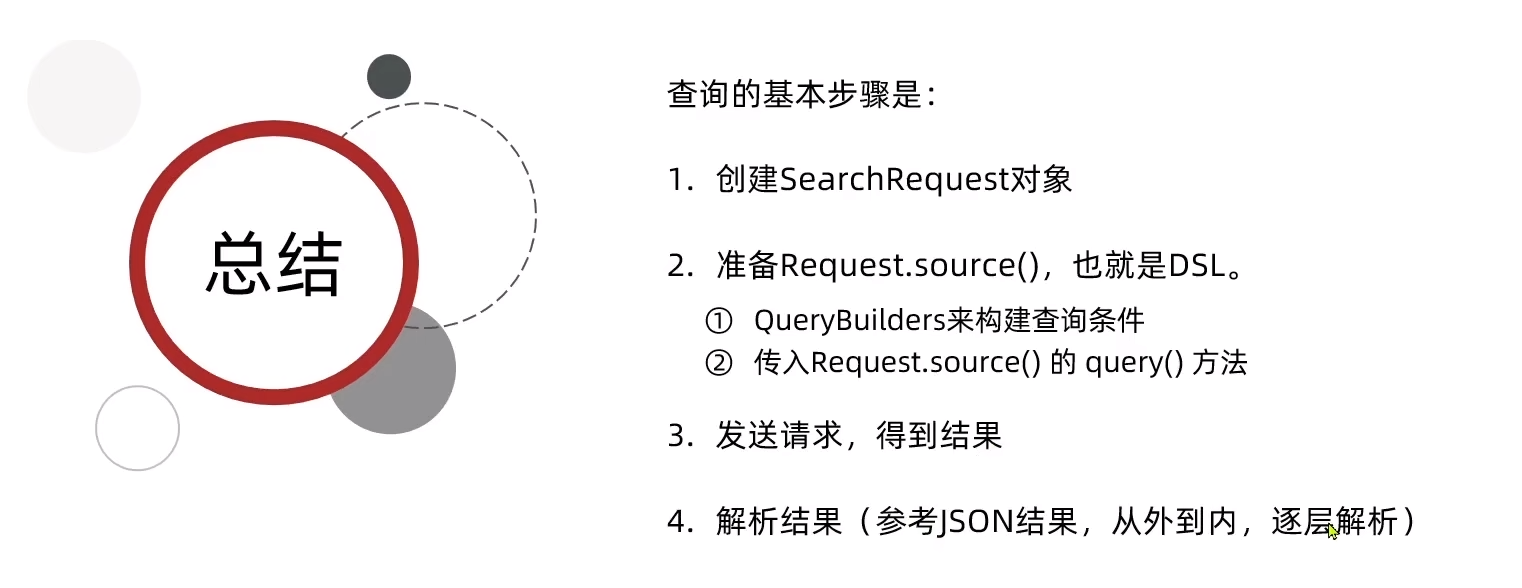 总结
查询的基本步骤是：
1. 创建SearchRequest对象
2. 准备Request.source()，也就是DSL。
① QueryBuilders来构建查询条件
② 传入Request.source() 的 query() 方法
3. 发送请求，得到结果
4. 解析结果（参考JSON结果，从外到内，逐层解析）